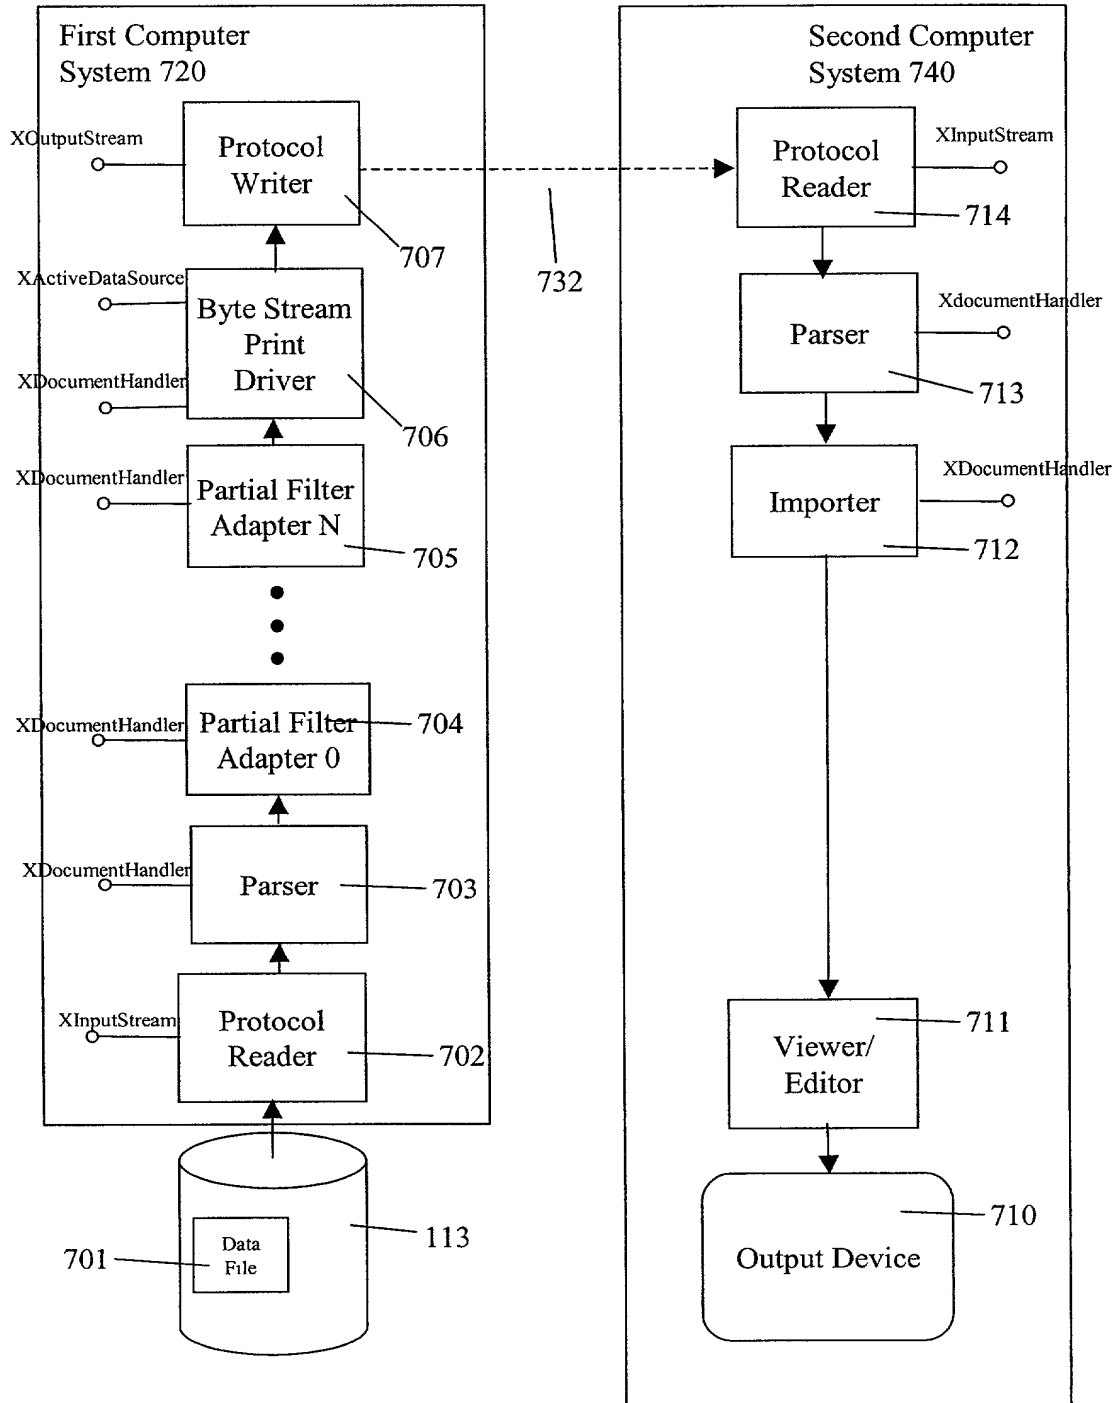 First Computer
System 720
Second Computer
System 740
XOutputStream
Protocol
Writer
707
732
Protocol
Reader
XInputStream
714
XActiveDataSource
Byte Stream
Print
Driver
XDocumentHandler
706
Parser
XdocumentHandler
713
XDocumentHandler
Partial Filter
Adapter N
705
Importer
XDocumentHandler
712
XDocumentHandler
Partial Filter
Adapter 0
704
XDocumentHandler
Parser
703
XInputStream
Protocol
Reader
702
Viewer/
Editor
711
701
Data
File
113
Output Device
710